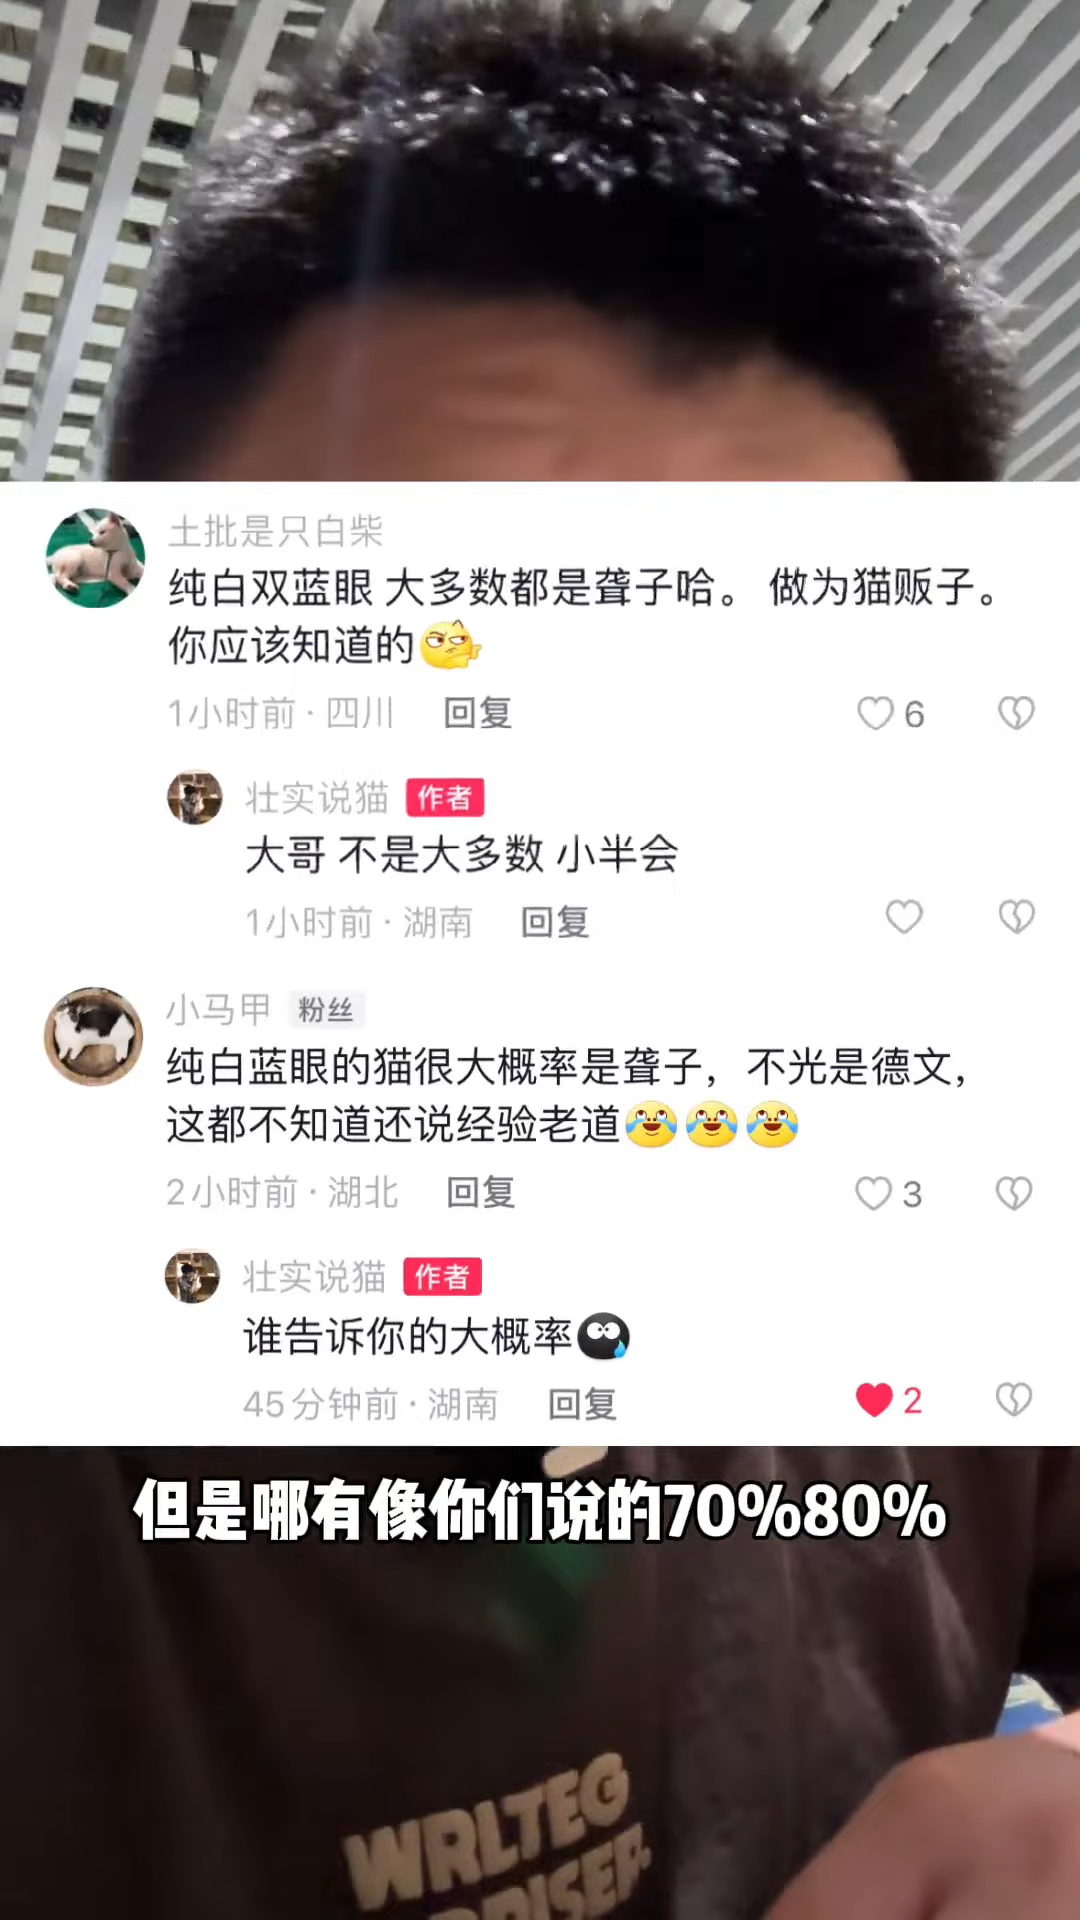 土批是只白柴
纯白双蓝眼 大多数都是聋子哈。 做为猫贩子。
你应该知道的
1小时前·四川 回复 6
壮实说猫 作者
大哥 不是大多数 小半会
1小时前·湖南 回复
小马甲 粉丝
纯白蓝眼的猫很大概率是聋子，不光是德文，
这都不知道还说经验老道
2小时前·湖北 回复 3
壮实说猫 作者
谁告诉你的大概率
45分钟前·湖南 回复 2
但是哪有像你们说的70%80%
WRLTEG